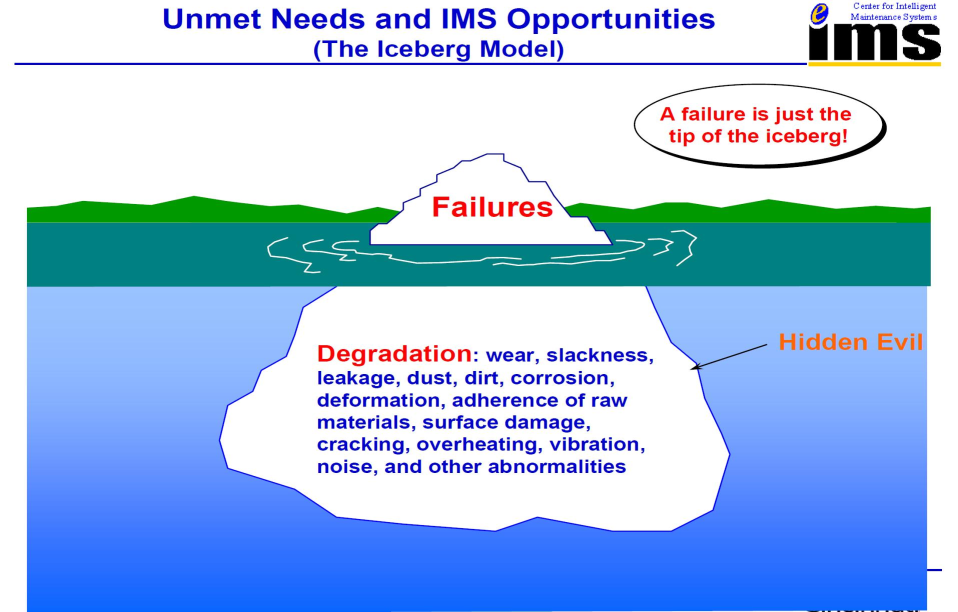 Unmet Needs and IMS Opportunities
(The Iceberg Model)
Center for Intelligent
Maintenance Systems
e
ims
A failure is just the
tip of the iceberg!
Failures
Hidden Evil
Degradation: wear, slackness,
leakage, dust, dirt, corrosion,
deformation, adherence of raw
materials, surface damage,
cracking, overheating, vibration,
noise, and other abnormalities